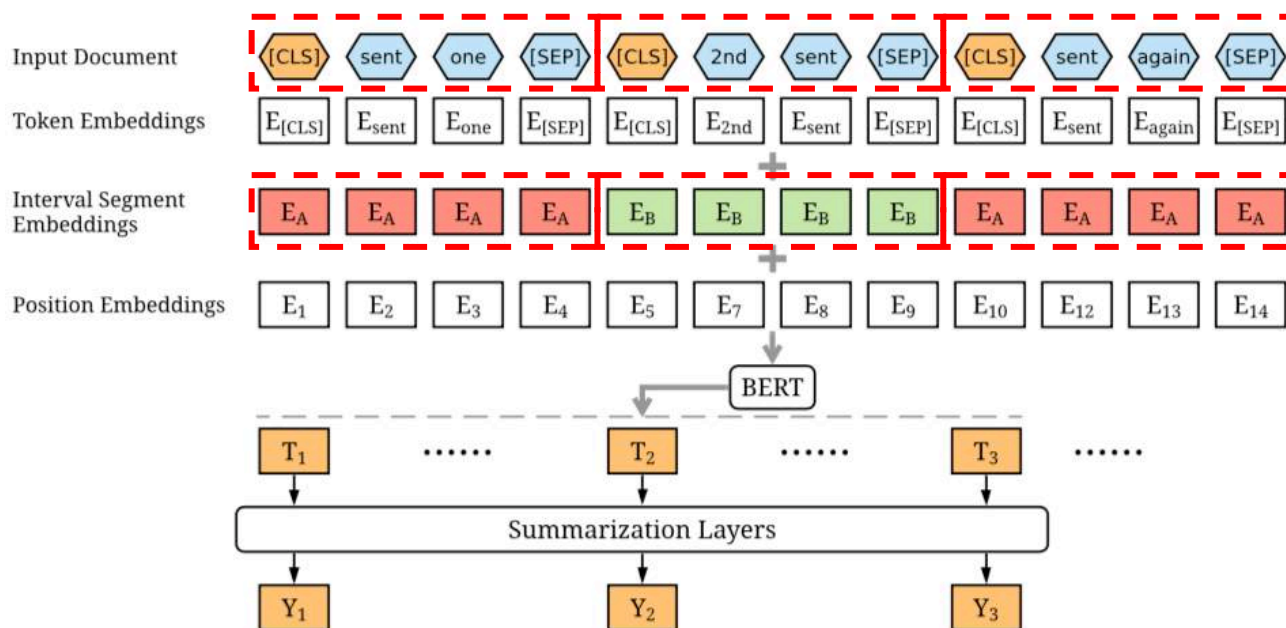 Input Document [CLS] sent one [SEP] [CLS] 2nd sent [SEP] [CLS] sent again [SEP]
Token Embeddings E[CLS] Esent Eone E[SEP] E[CLS] E2nd Esent E[SEP] E[CLS] Esent Eagain E[SEP]
+
Interval Segment
Embeddings EA EA EA EA EB EB EB EB EA EA EA EA
+
Position Embeddings E1 E2 E3 E4 E5 E7 E8 E9 E10 E12 E13 E14
BERT
T1 ...... T2 ...... T3 ......
Summarization Layers
Y1 Y2 Y3